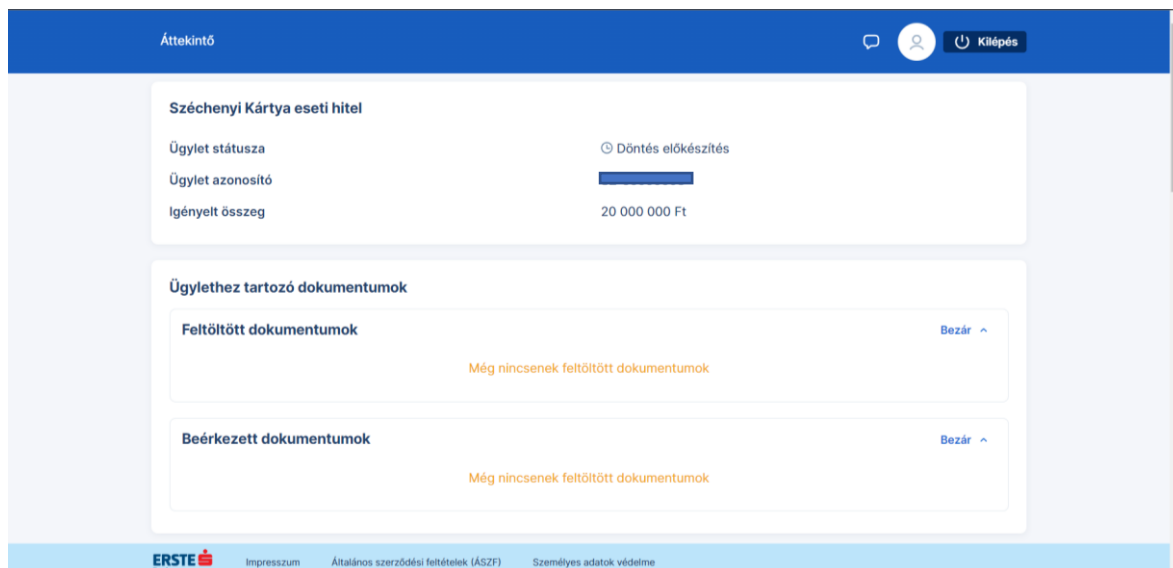 Áttekintő
Kilépés
Széchenyi Kártya eseti hitel
Ügylet státusza Döntés előkészítés
Ügylet azonosító
Igényelt összeg 20 000 000 Ft
Ügylethez tartozó dokumentumok
Feltöltött dokumentumok Bezár
Még nincsenek feltöltött dokumentumok
Beérkezett dokumentumok Bezár
Még nincsenek feltöltött dokumentumok
ERSTE Impresszum Általános szerződési feltételek (ÁSZF) Személyes adatok védelme